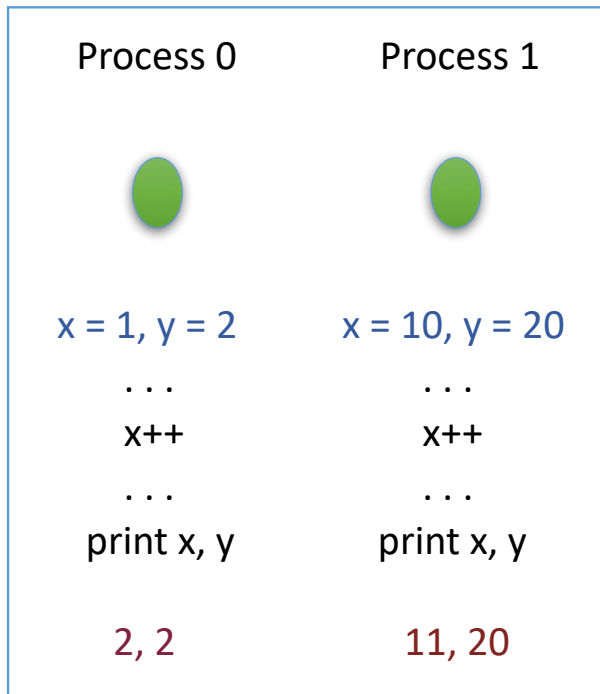 Process 0
Process 1
x = 1, y = 2
x = 10, y = 20
. . .
. . .
x++
x++
. . .
. . .
print x, y
print x, y
2, 2
11, 20